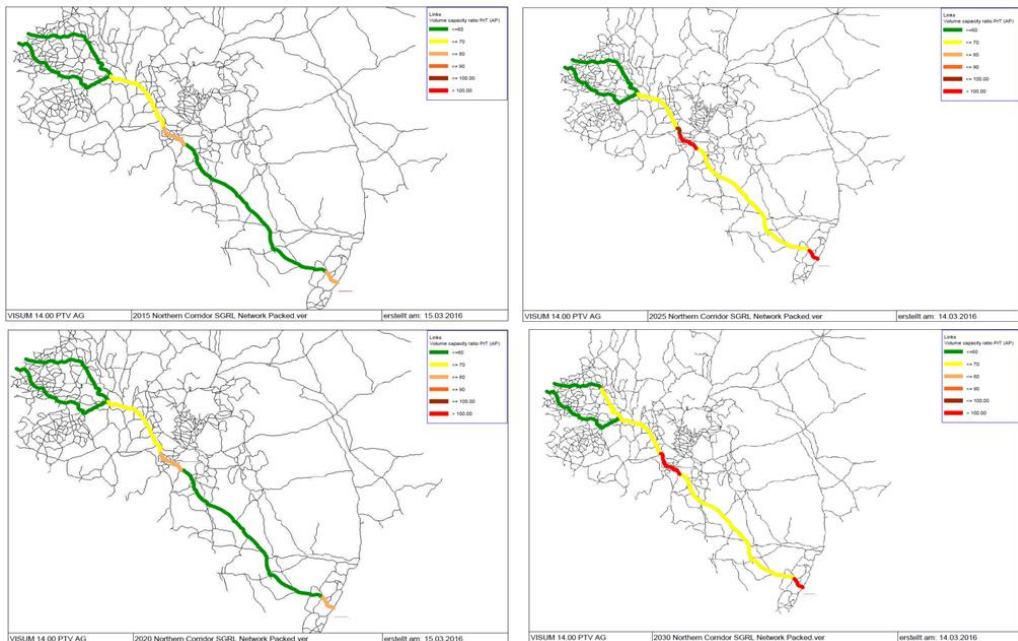 Links
Volume capacity ratio PrT (AP)
<=60
<= 70
<= 80
<= 90
<= 100.00
> 100.00
VISUM 14.00 PTV AG
2015 Northern Corridor SGRL Network Packed.ver
erstellt am: 15.03.2016
Links
Volume capacity ratio PrT (AP)
<=60
<= 70
<= 80
<= 90
<= 100.00
> 100.00
VISUM 14.00 PTV AG
2025 Northern Corridor SGRL Network Packed.ver
erstellt am: 14.03.2016
Links
Volume capacity ratio PrT (AP)
<=60
<= 70
<= 80
<= 90
<= 100.00
> 100.00
VISUM 14.00 PTV AG
2020 Northern Corridor SGRL Network Packed.ver
erstellt am: 15.03.2016
Links
Volume capacity ratio PrT (AP)
<=60
<= 70
<= 80
<= 90
<= 100.00
> 100.00
VISUM 14.00 PTV AG
2030 Northern Corridor SGRL Network Packed.ver
erstellt am: 14.03.2016